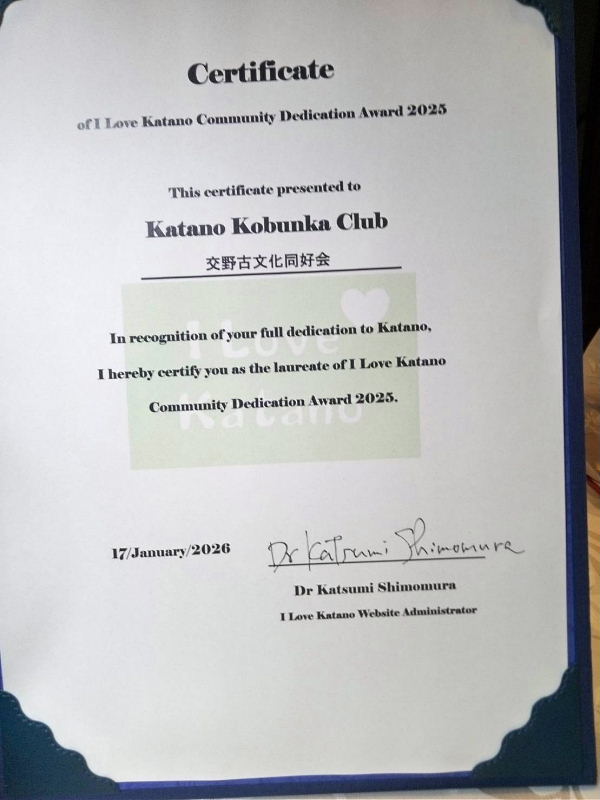 Certificate
of I Love Katano Community Dedication Award 2025
This certificate presented to
Katano Kobunka Club
交野古文化同好会
I Love
Katano
In recognition of your full dedication to Katano,
I hereby certify you as the laureate of I Love Katano
Community Dedication Award 2025.
17/January/2026
Dr Katsumi Shimomura
Dr Katsumi Shimomura
I Love Katano Website Administrator